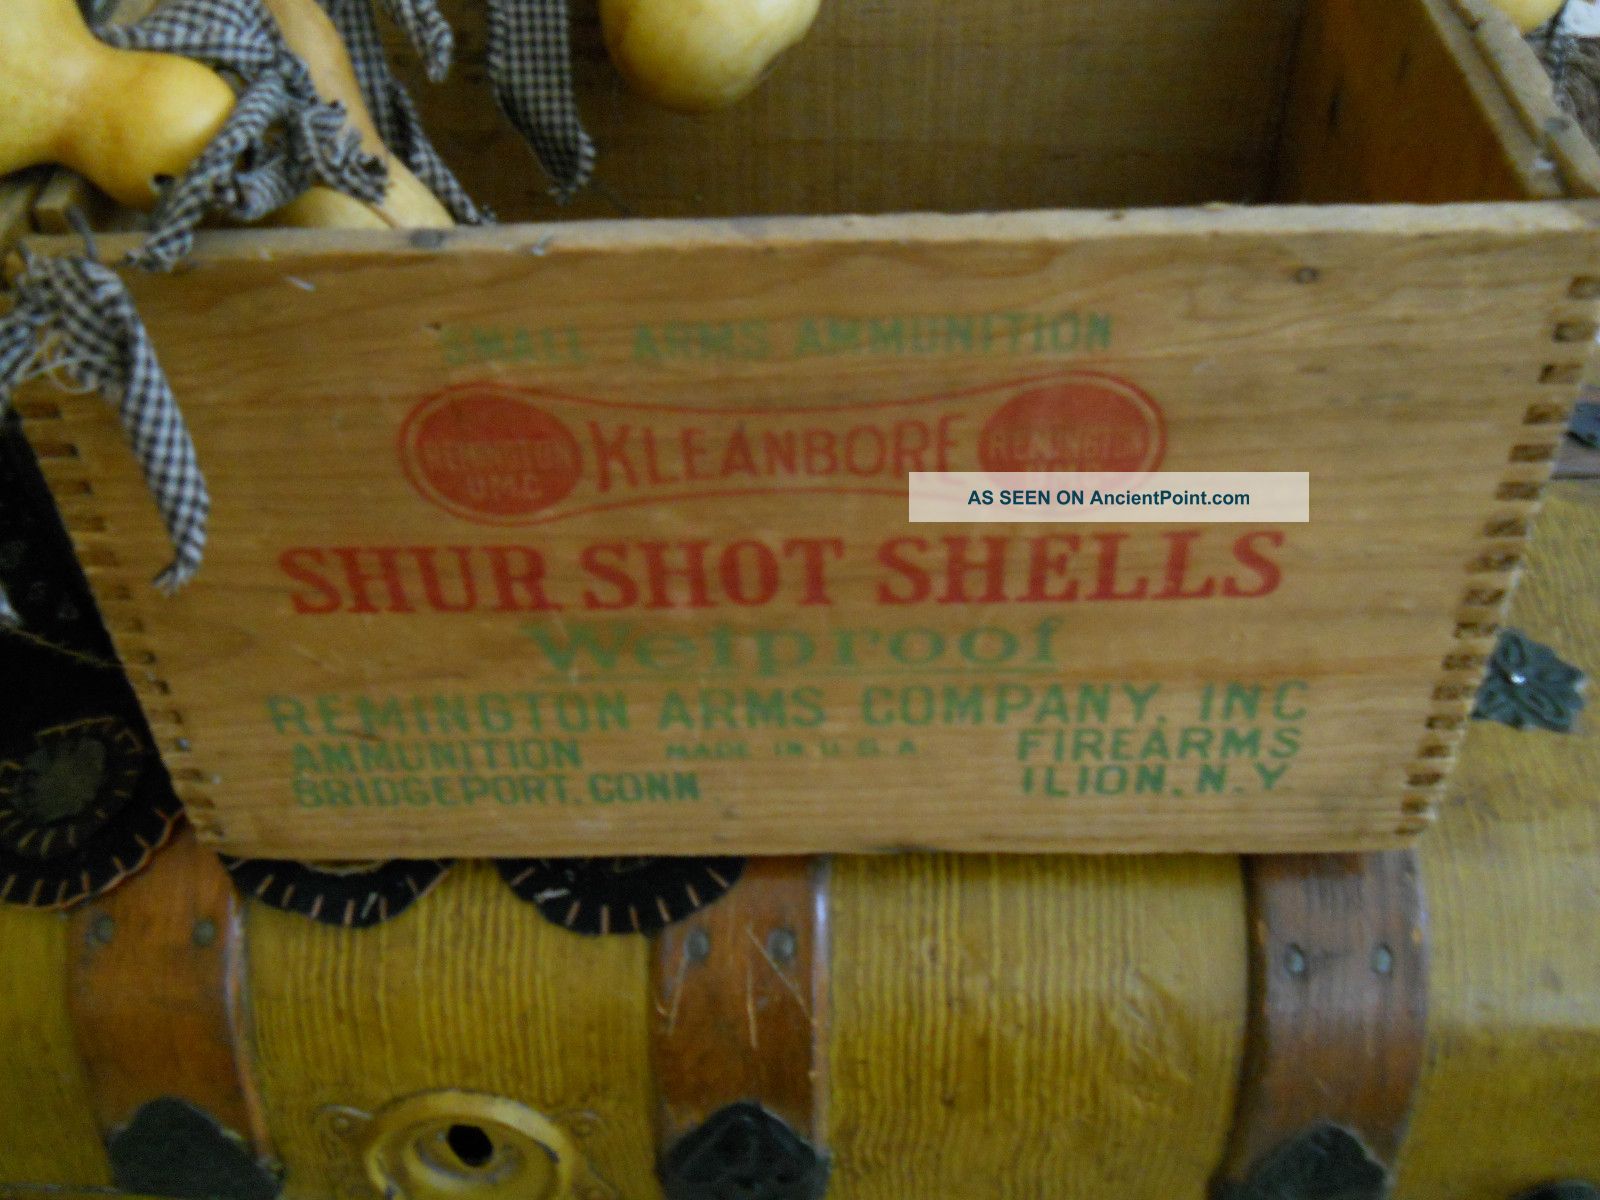 SMALL ARMS AMMUNITION
REMINGTON KLEANBORE REMINGTON
U.M.C
AS SEEN ON AncientPoint.com
SHUR SHOT SHELLS
Wetproof
REMINGTON ARMS COMPANY, INC
AMMUNITION MADE IN U.S.A FIREARMS
BRIDGEPORT, CONN ILION, N.Y.